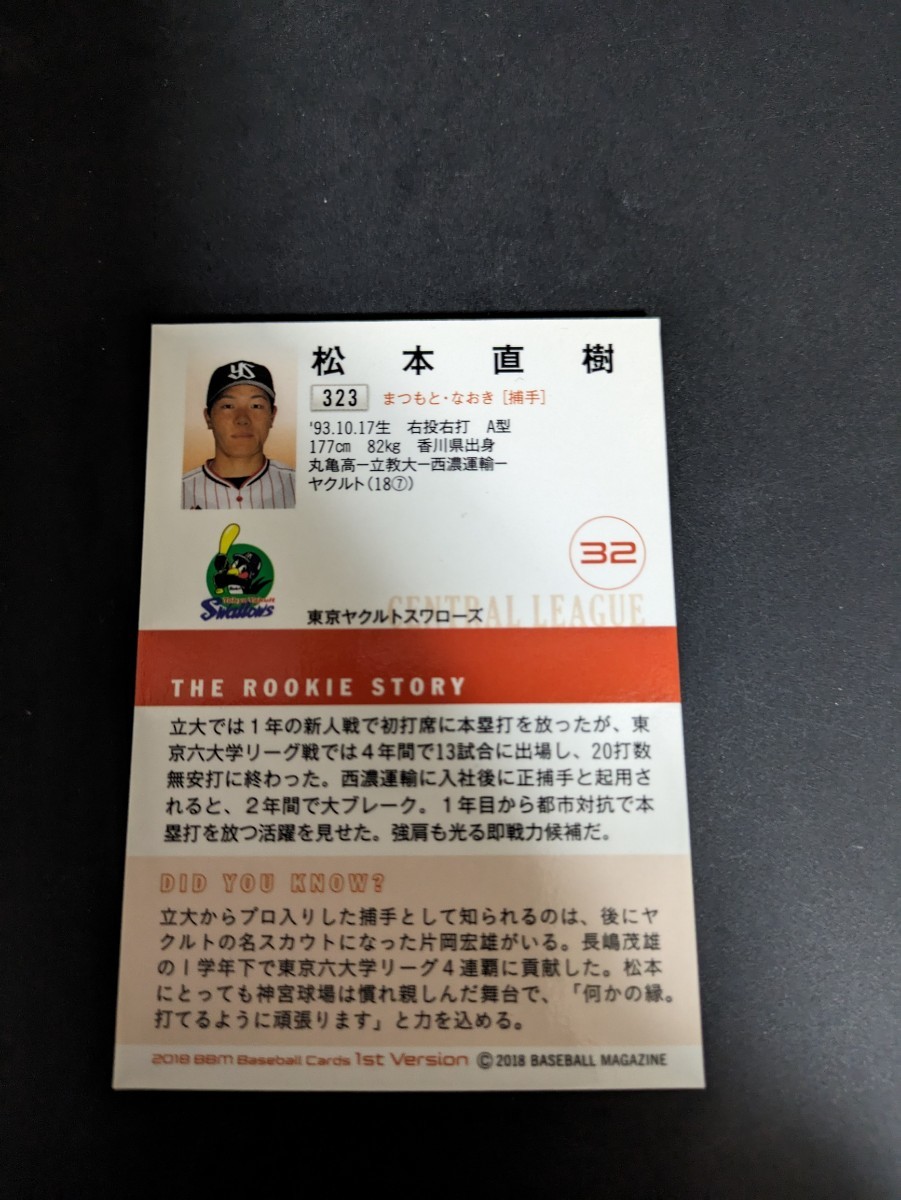 松本直樹
323 まつもと・なおき [捕手]
'93.10.17生 右投右打 A型
177cm 82kg 香川県出身
丸亀高ー立教大ー西濃運輸ー
ヤクルト(18⑦)
YS
Swallows
32
CENTRAL LEAGUE
東京ヤクルトスワローズ
THE ROOKIE STORY
立大では1年の新人戦で初打席に本塁打を放ったが、東
京六大学リーグ戦では4年間で13試合に出場し、20打数
無安打に終わった。西濃運輸に入社後に正捕手と起用さ
れると、2年間で大ブレーク。1年目から都市対抗で本
塁打を放つ活躍を見せた。強肩も光る即戦力候補だ。
DID YOU KNOW?
立大からプロ入りした捕手として知られるのは、後にヤ
クルトの名スカウトになった片岡宏雄がいる。長嶋茂雄
の1学年下で東京六大学リーグ4連覇に貢献した。松本
にとっても神宮球場は慣れ親しんだ舞台で、「何かの縁。
打てるように頑張ります」と力を込める。
2018 BBM Baseball Cards 1st Version ©2018 BASEBALL MAGAZINE